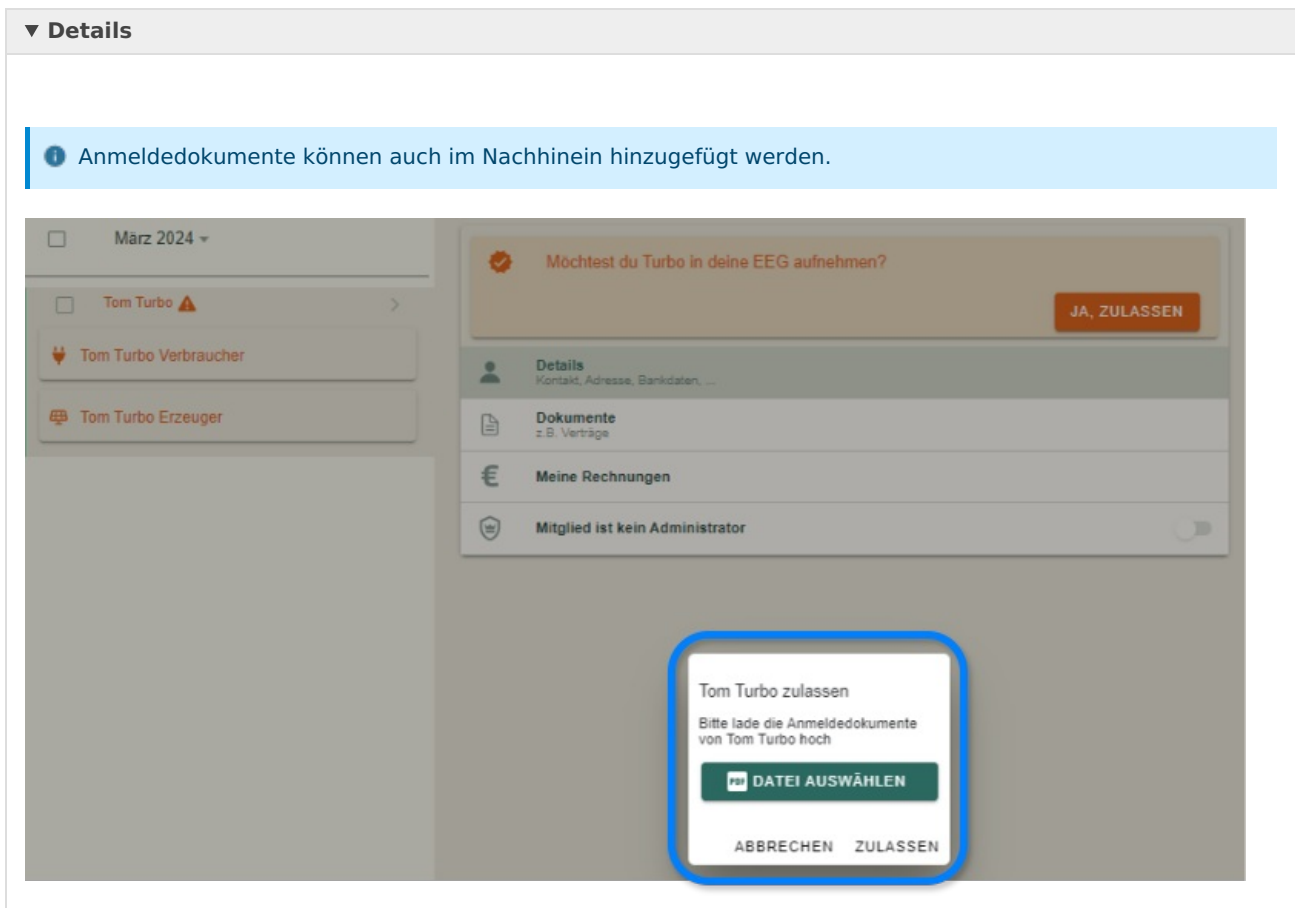 Details
Anmeldedokumente können auch im Nachhinein hinzugefügt werden.
März 2024
Tom Turbo
Tom Turbo Verbraucher
Tom Turbo Erzeuger
Möchtest du Turbo in deine EEG aufnehmen?
JA, ZULASSEN
Details
Kontakt, Adresse, Bankdaten, ...
Dokumente
z.B. Verträge
Meine Rechnungen
Mitglied ist kein Administrator
Tom Turbo zulassen
Bitte lade die Anmeldedokumente
von Tom Turbo hoch
PDF DATEI AUSWÄHLEN
ABBRECHEN ZULASSEN